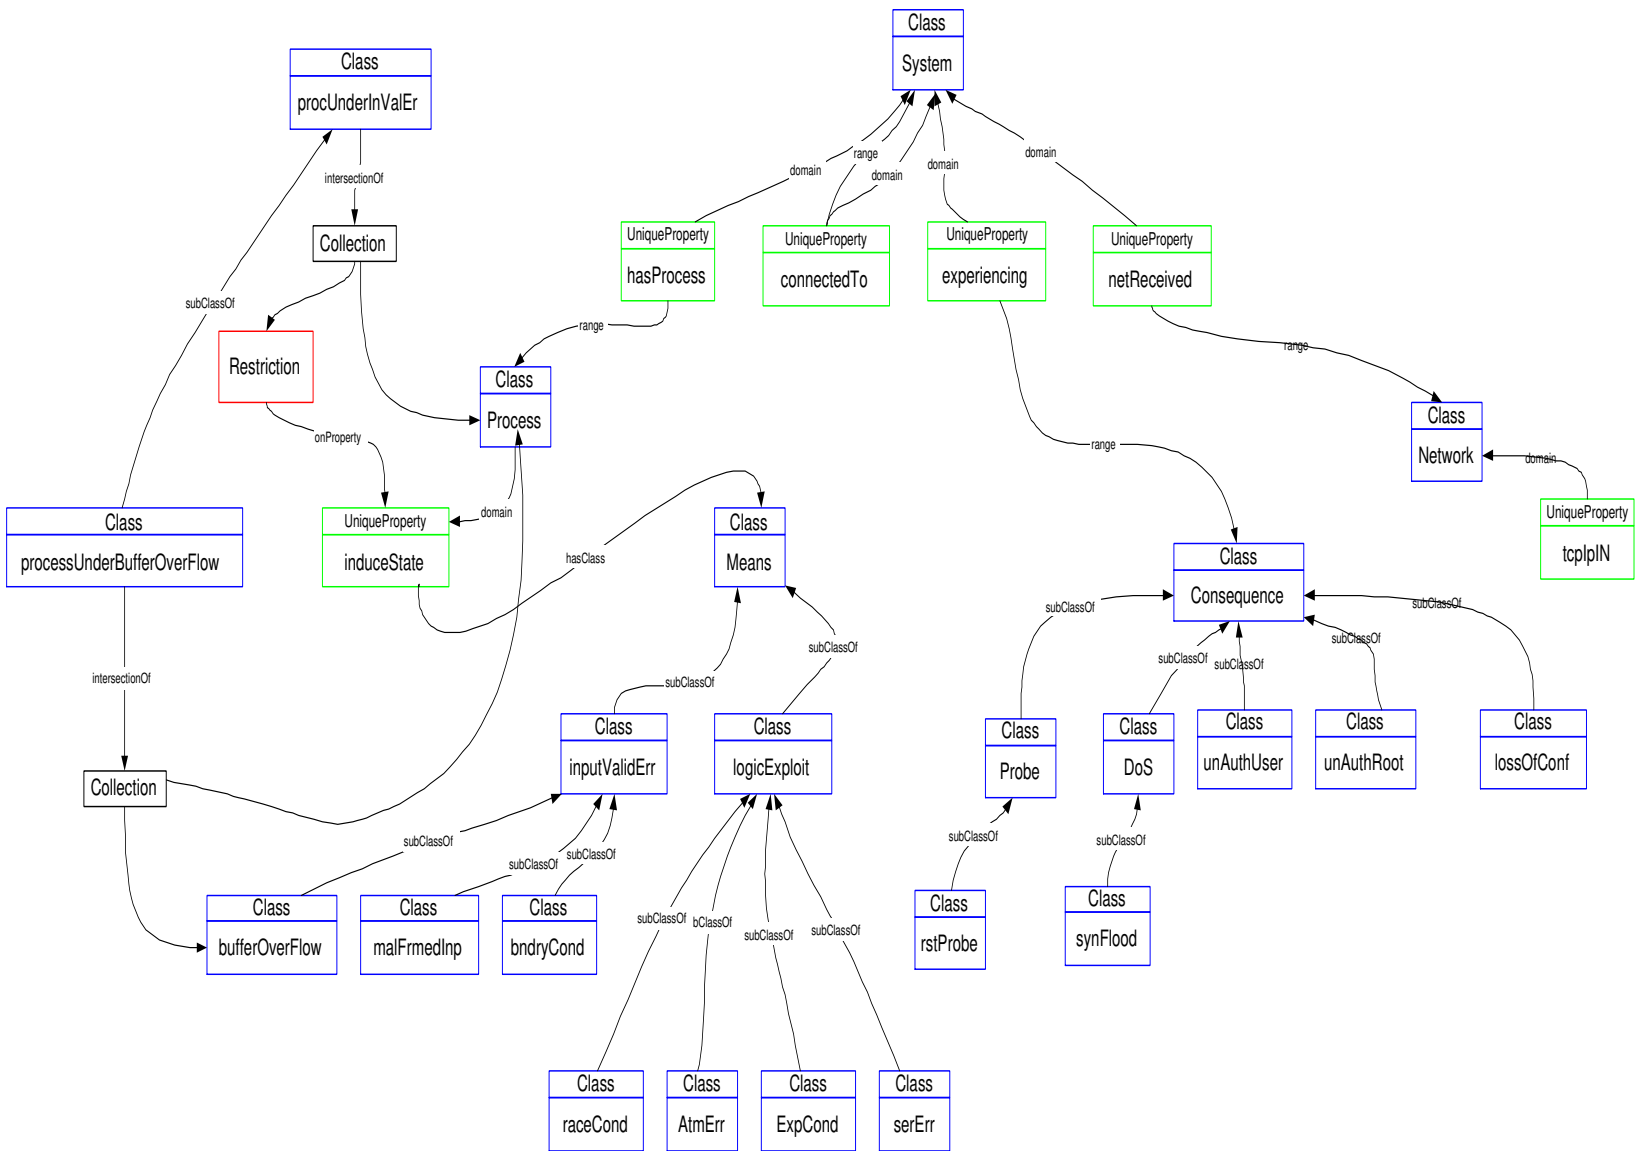 Class
System
Class
procUnderInValEr
domain
range
domain
domain
domain
intersectionOf
Collection
UniqueProperty
hasProcess
UniqueProperty
connectedTo
UniqueProperty
experiencing
UniqueProperty
netReceived
subClassOf
range
range
Restriction
Class
Process
Class
Network
onProperty
range
domain
Class
processUnderBufferOverFlow
UniqueProperty
induceState
domain
hasClass
Class
Means
UniqueProperty
tcpIpIN
Class
Consequence
subClassOf
subClassOf
subClassOf
subClassOf
subClassOf
subClassOf
subClassOf
intersectionOf
Class
inputValidErr
Class
logicExploit
Class
Probe
Class
DoS
Class
unAuthUser
Class
unAuthRoot
Class
lossOfConf
Collection
subClassOf
subClassOf
subClassOf
subClassOf
subClassOf
Class
bufferOverFlow
Class
malFrmedInp
Class
bndryCond
subClassOf
bClassOf
subClassOf
subClassOf
Class
rstProbe
Class
synFlood
Class
raceCond
Class
AtmErr
Class
ExpCond
Class
serErr